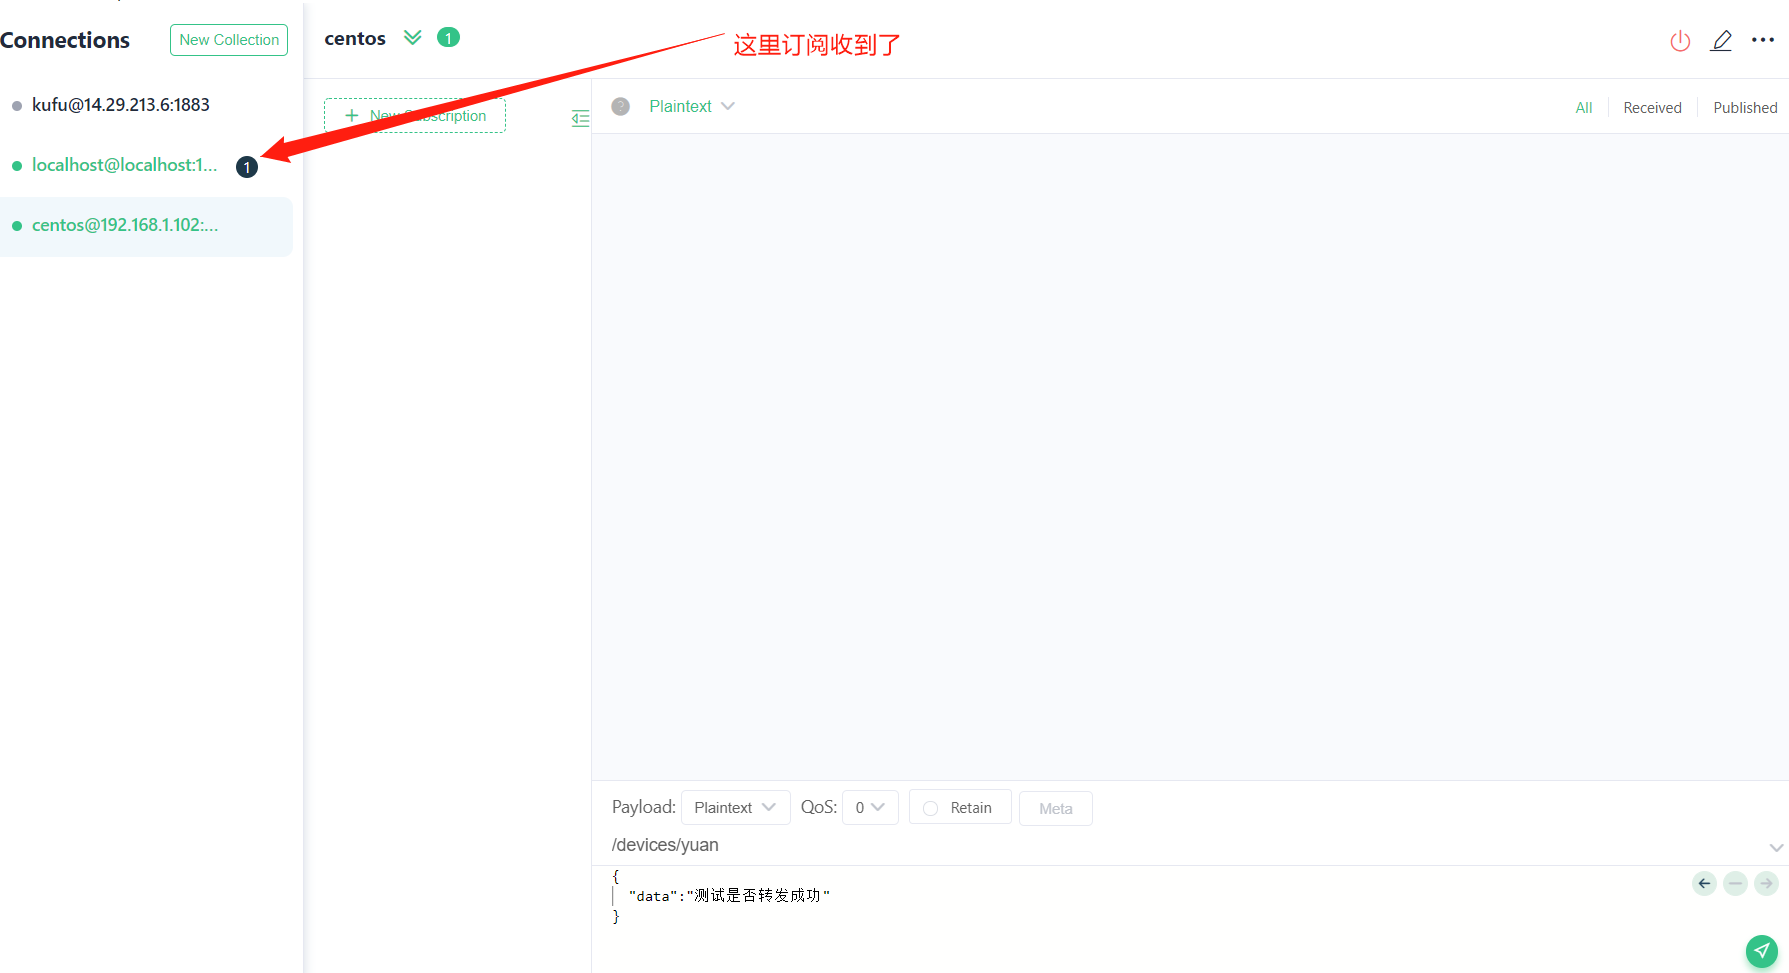 Connections
New Collection
kufu@14.29.213.6:1883
localhost@localhost:1...
1
centos@192.168.1.102:...
centos
1
这里订阅收到了
New Subscription
Plaintext
All
Received
Published
Payload:
Plaintext
QoS:
0
Retain
Meta
/devices/yuan
{
"data":"测试是否转发成功"
}